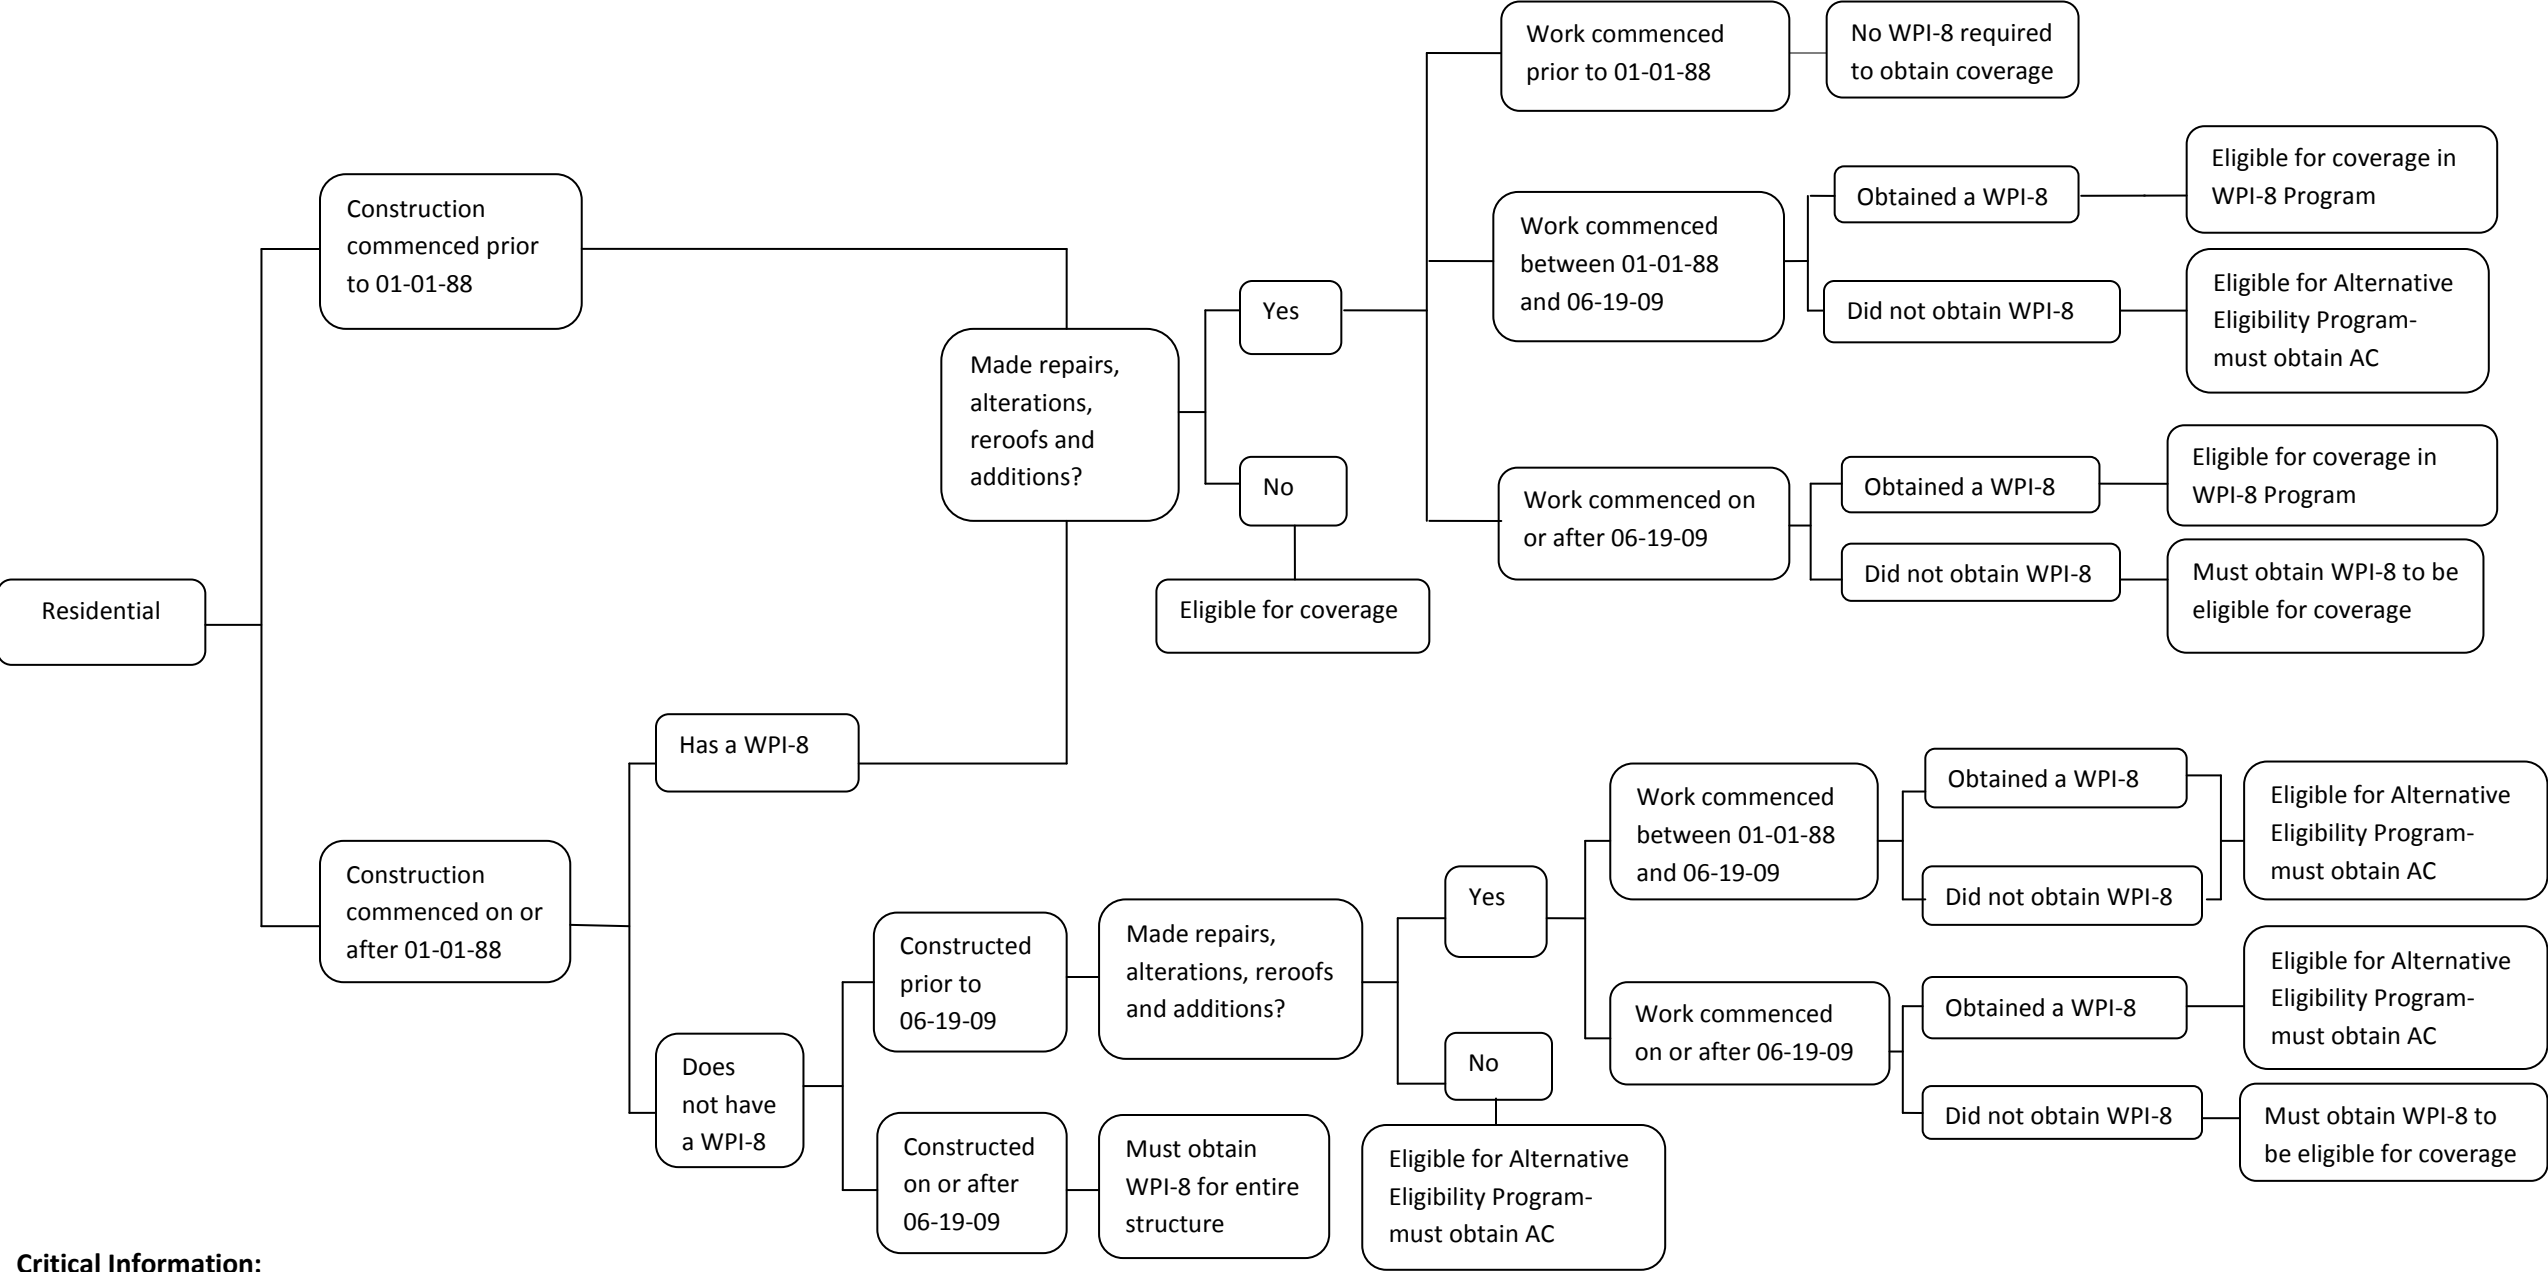 Residential
Construction
commenced prior
to 01-01-88
Made repairs,
alterations,
reroofs and
additions?
Yes
No
Eligible for coverage
Work commenced
prior to 01-01-88
No WPI-8 required
to obtain coverage
Work commenced
between 01-01-88
and 06-19-09
Obtained a WPI-8
Eligible for coverage in
WPI-8 Program
Did not obtain WPI-8
Eligible for Alternative
Eligibility Program-
must obtain AC
Work commenced on
or after 06-19-09
Obtained a WPI-8
Eligible for coverage in
WPI-8 Program
Did not obtain WPI-8
Must obtain WPI-8 to be
eligible for coverage
Construction
commenced on or
after 01-01-88
Has a WPI-8
Does
not have
a WPI-8
Constructed
prior to
06-19-09
Made repairs,
alterations, reroofs
and additions?
Yes
No
Eligible for Alternative
Eligibility Program-
must obtain AC
Work commenced
between 01-01-88
and 06-19-09
Obtained a WPI-8
Did not obtain WPI-8
Eligible for Alternative
Eligibility Program-
must obtain AC
Work commenced
on or after 06-19-09
Obtained a WPI-8
Eligible for Alternative
Eligibility Program-
must obtain AC
Did not obtain WPI-8
Must obtain WPI-8 to
be eligible for coverage
Constructed
on or after
06-19-09
Must obtain
WPI-8 for entire
structure
Critical Information: